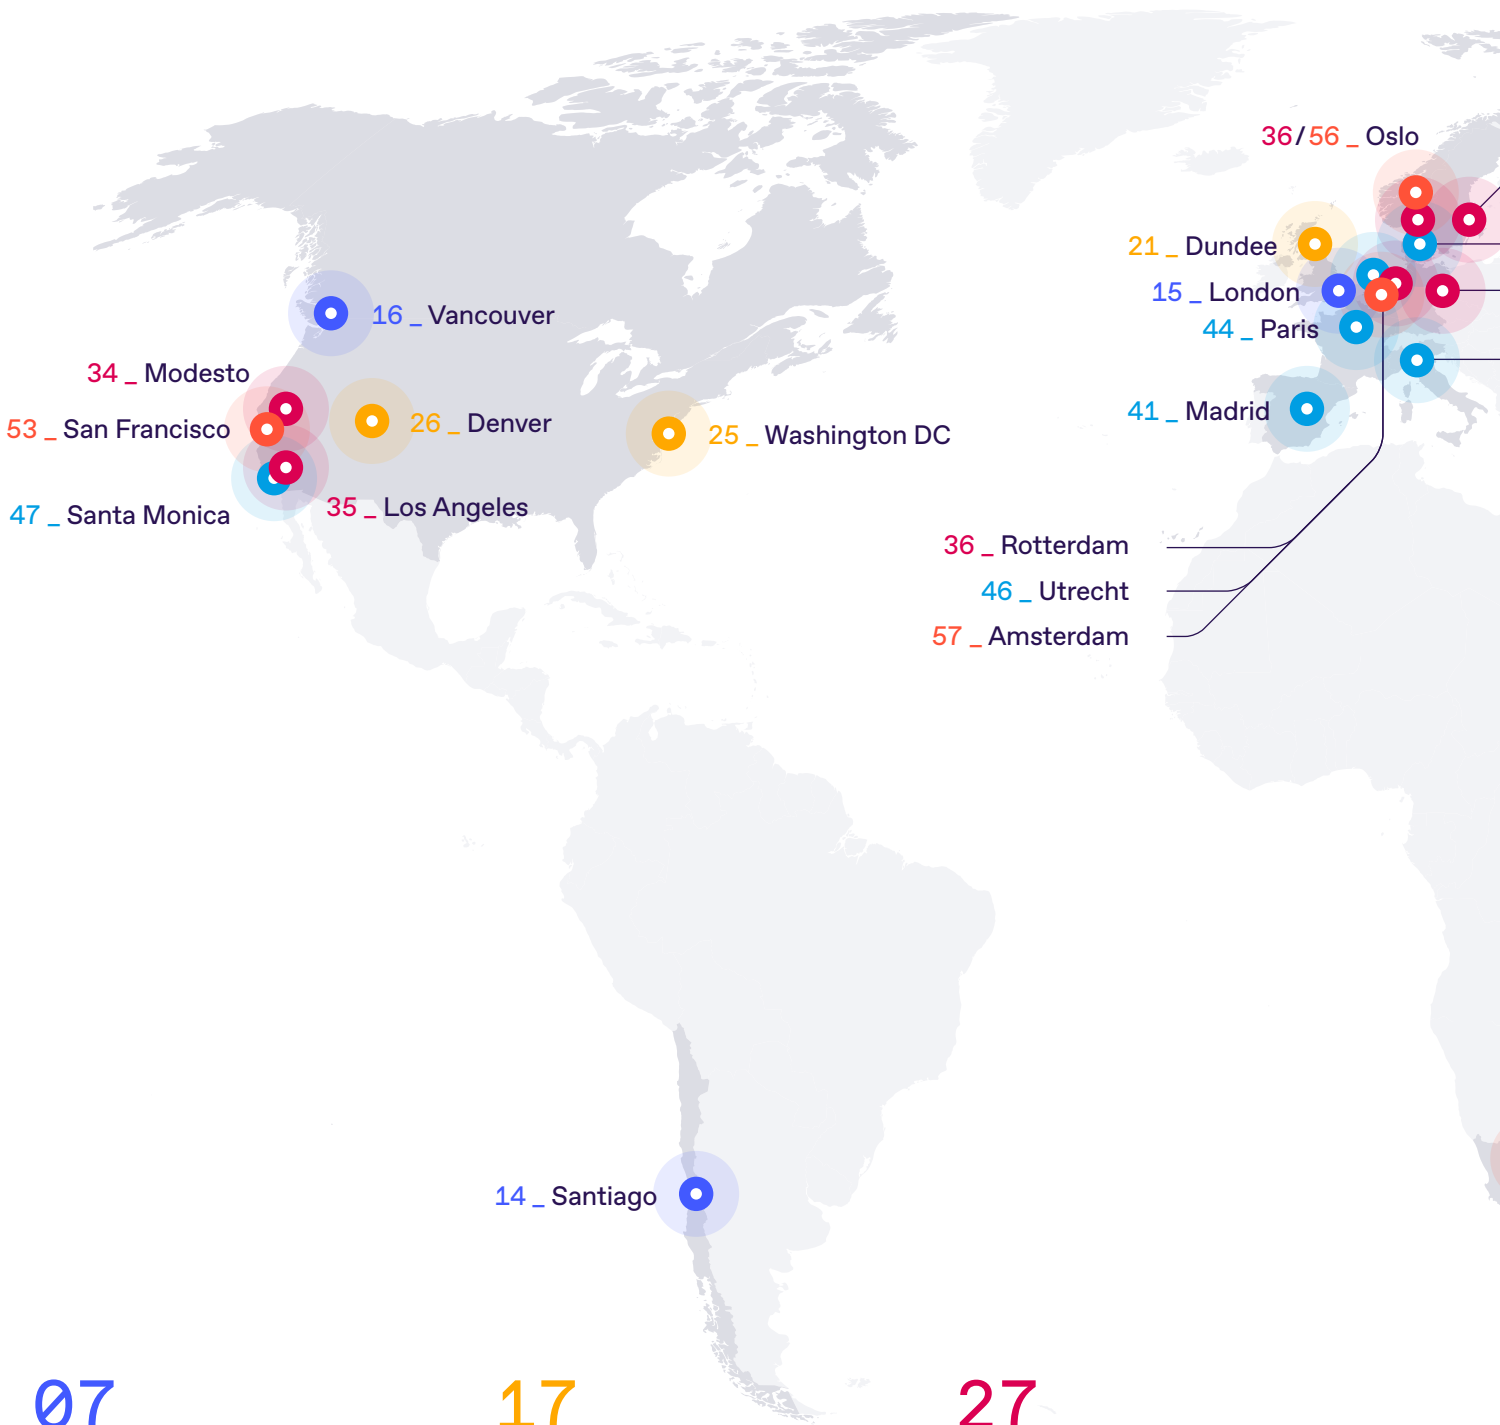 36/56 _ Oslo
21 _ Dundee
15 _ London
16 _ Vancouver
44 _ Paris
34 _ Modesto
41 _ Madrid
26 _ Denver
53 _ San Francisco
25 _ Washington DC
35 _ Los Angeles
47 _ Santa Monica
36 _ Rotterdam
46 _ Utrecht
57 _ Amsterdam
14 _ Santiago
07
17
27